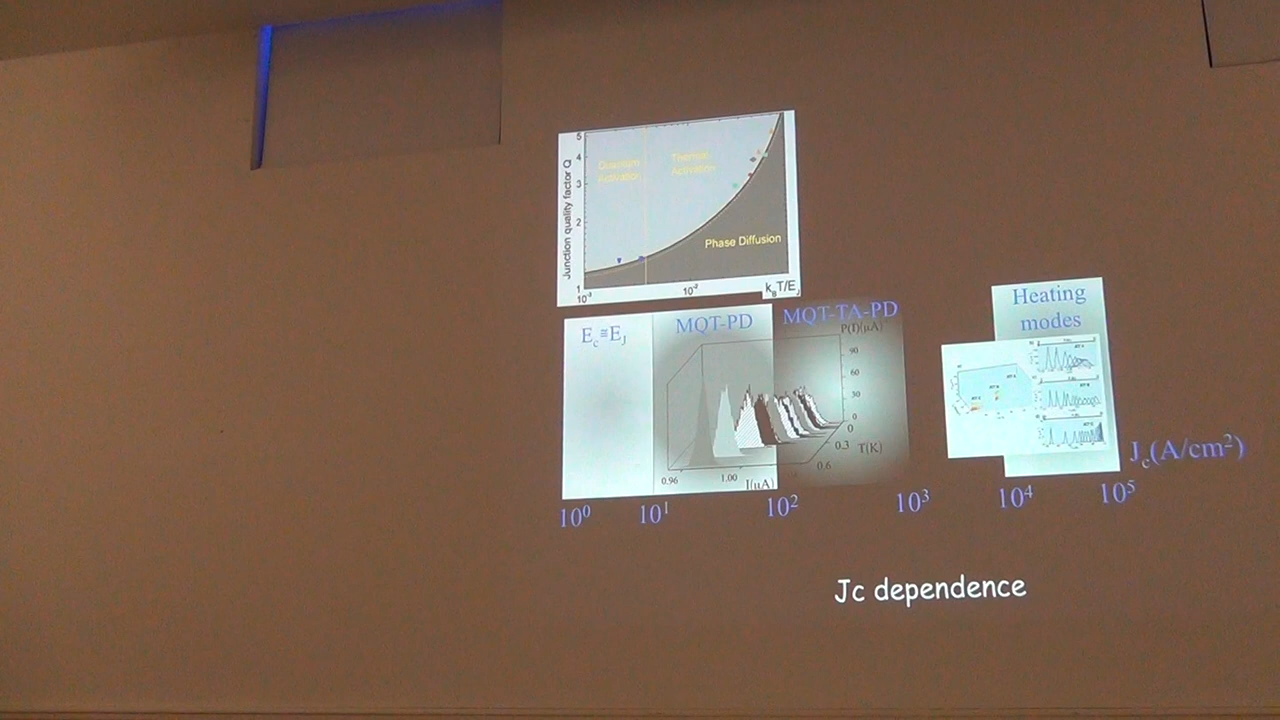 5
4
3
2
1
Junction quality factor Q
Quantum
Activation
Thermal
Activation
Phase Diffusion
10⁻³
10⁻²
k_BT/E_J
E_c≅E_J
MQT-PD
MQT-TA-PD
P(I)(μA)
90
60
30
0
0
0.3
0.6
T(K)
0.96
1.00
I(μA)
Heating
modes
J_c(A/cm²)
10⁰
10¹
10²
10³
10⁴
10⁵
Jc dependence